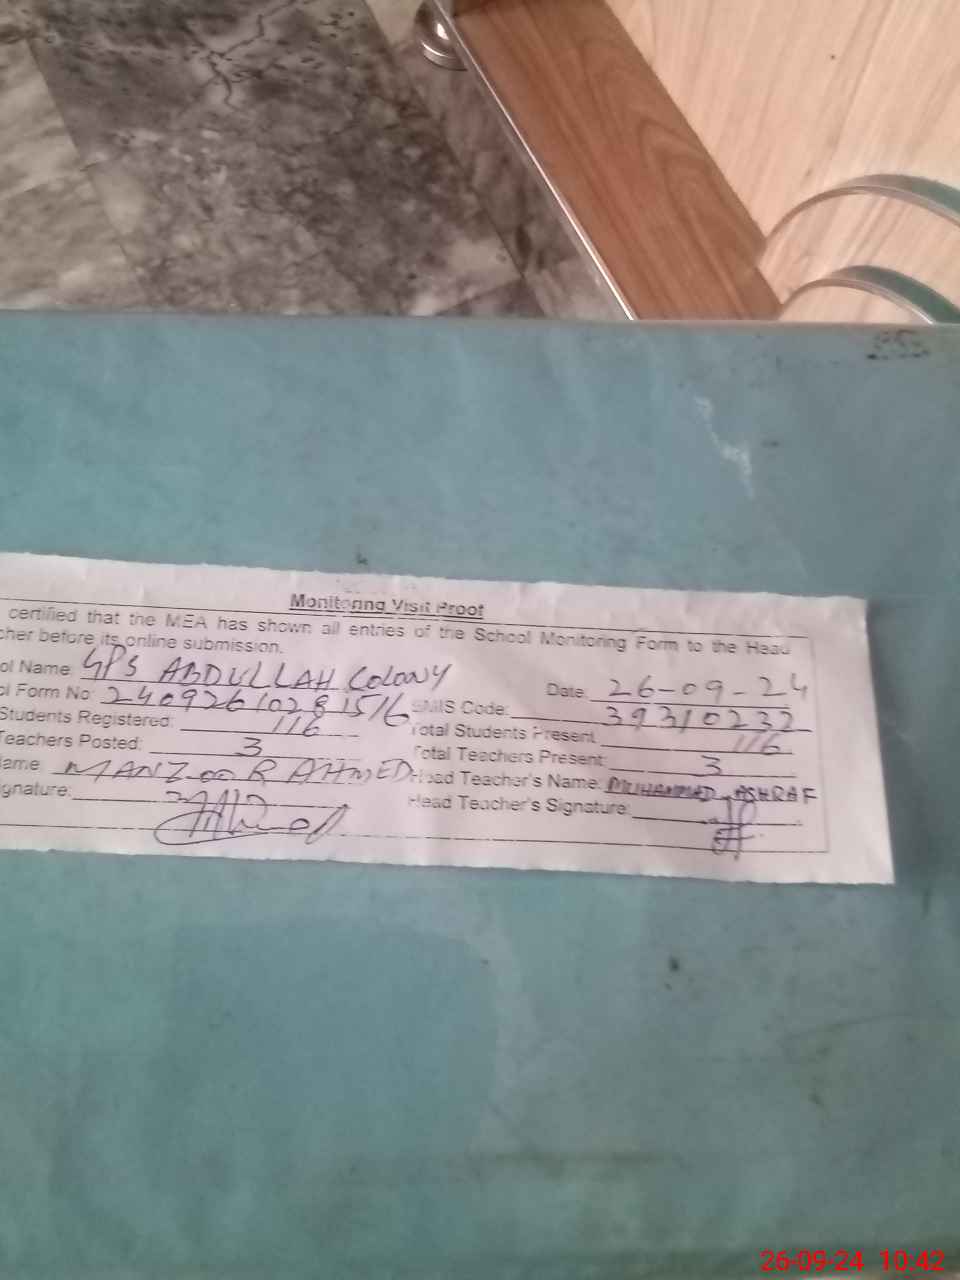 Monitoring Visit Proof
certified that the MEA has shown all entries of the School Monitoring Form to the Head
cher before its online submission.
ol Name: GPS ABDULLAH COLONY Date: 26-09-24
ol Form No: 24092610281516 EMIS Code: 39310232
Students Registered: 116 Total Students Present 116
Teachers Posted: 3 Total Teachers Present: 3
ame: MANZOOR AHMED Head Teacher's Name: MUHAMMAD ASHRAF
ignature: Head Teacher's Signature:
26-09-24 10:42